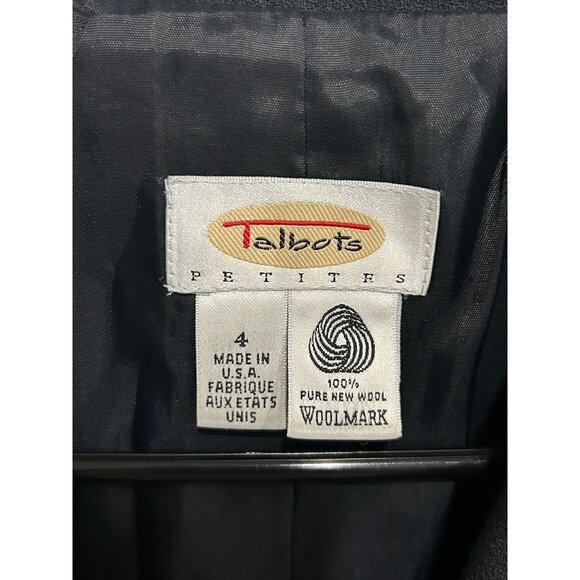 Talbots
PETITES
4
MADE IN
U.S.A.
FABRIQUE
AUX ETATS
UNIS
100%
PURE NEW WOOL
WOOLMARK